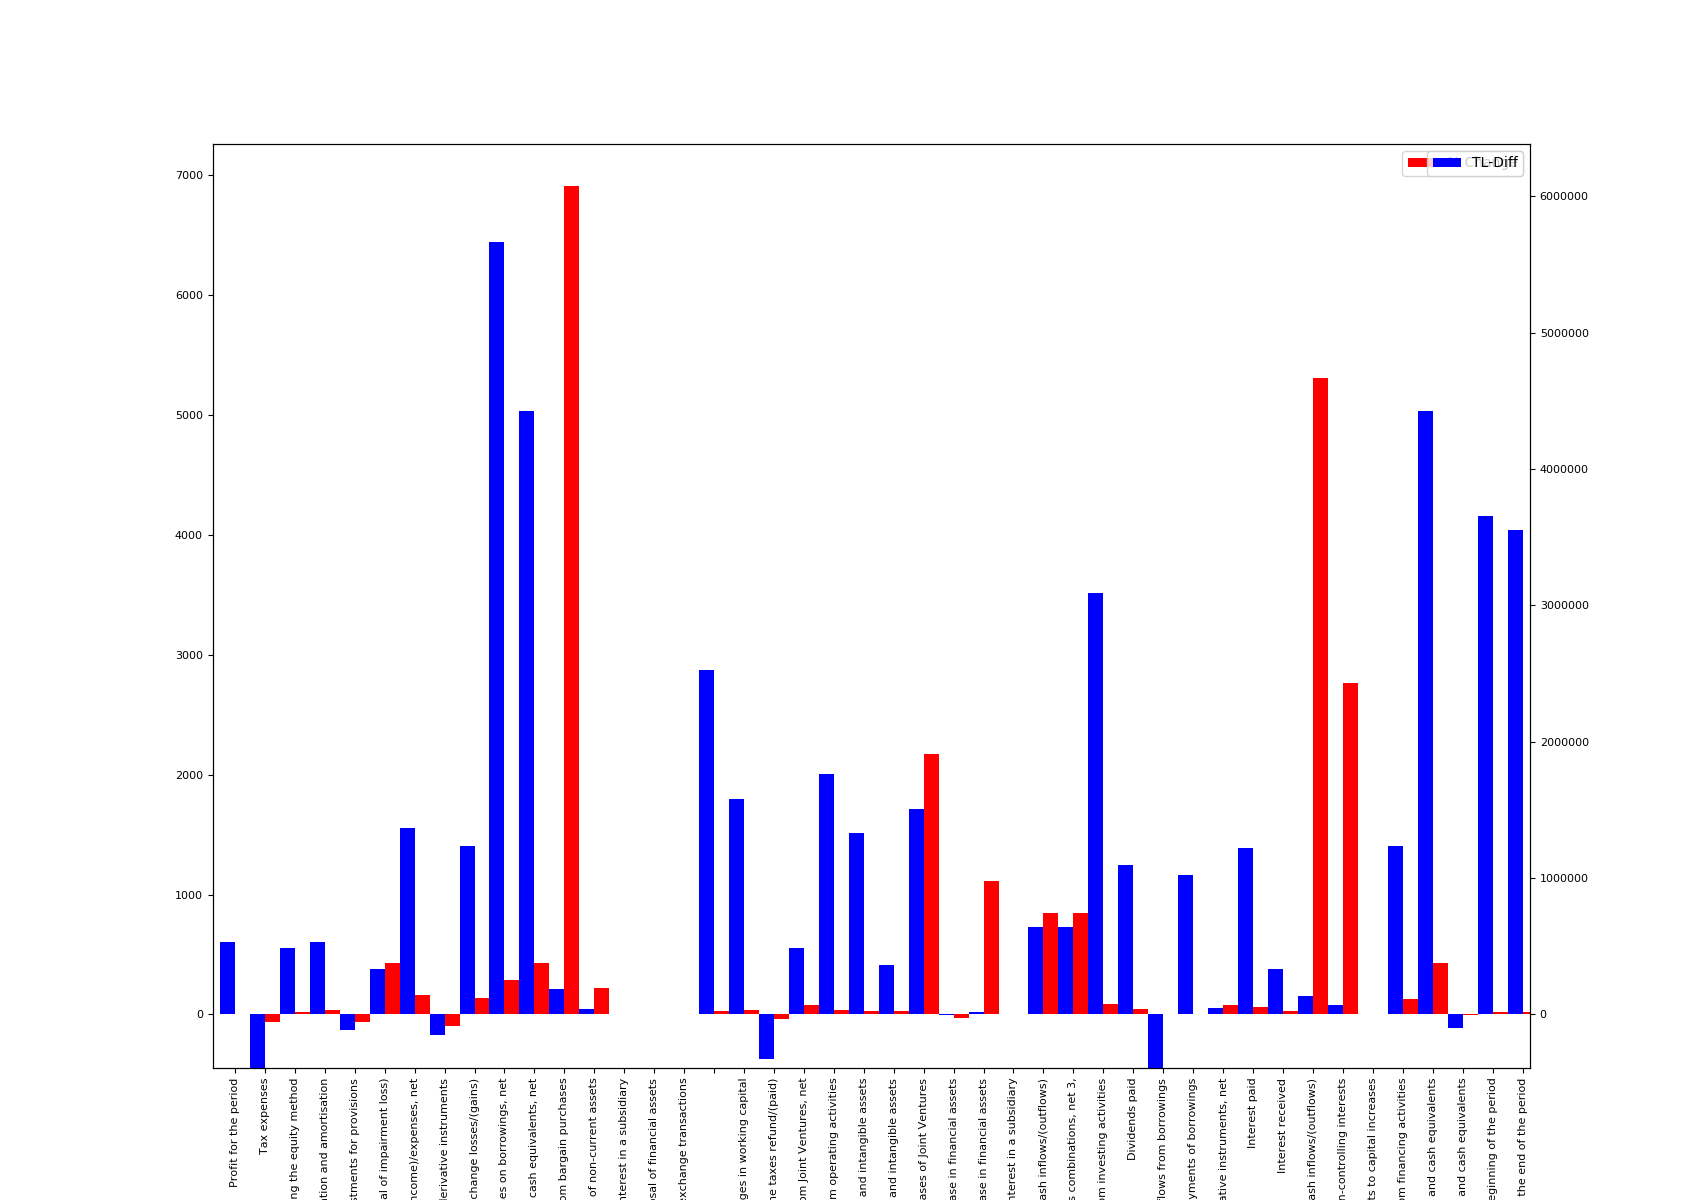 TL-Diff
7000
6000
5000
4000
3000
2000
1000
0
6000000
5000000
4000000
3000000
2000000
1000000
0
Profit for the period
Tax expenses
ng the equity method
tion and amortisation
stments for provisions
al of impairment loss)
ncome)/expenses, net
derivative instruments
change losses/(gains)
es on borrowings, net
cash equivalents, net
om bargain purchases
of non-current assets
nterest in a subsidiary
sal of financial assets
exchange transactions
ges in working capital
ne taxes refund/(paid)
om Joint Ventures, net
m operating activities
and intangible assets
and intangible assets
ases of Joint Ventures
ase in financial assets
ase in financial assets
nterest in a subsidiary
ash inflows/(outflows)
s combinations, net 3,
om investing activities
Dividends paid
flows from borrowings
yments of borrowings
ative instruments, net
Interest paid
Interest received
ash inflows/(outflows)
n-controlling interests
ts to capital increases
om financing activities
and cash equivalents
and cash equivalents
eginning of the period
the end of the period